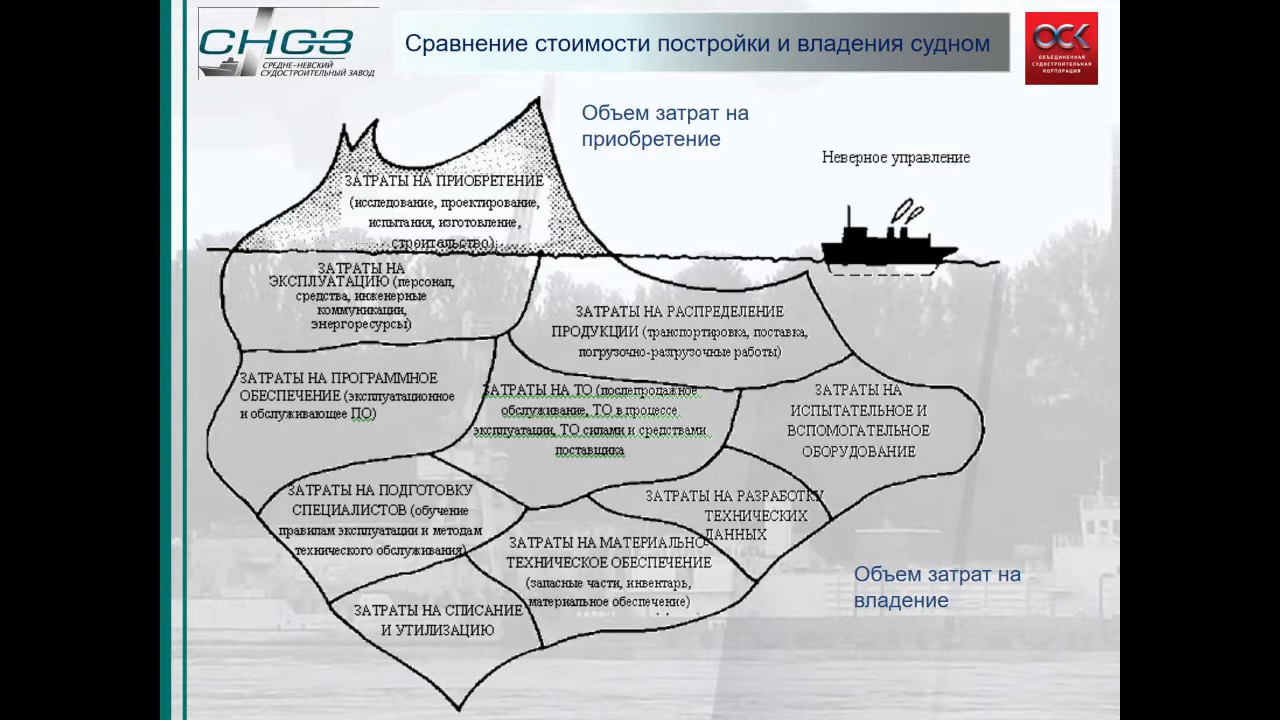 СНСЗ
СРЕДНЕ-НЕВСКИЙ
СУДОСТРОИТЕЛЬНЫЙ ЗАВОД
Сравнение стоимости постройки и владения судном
ОСК
ОБЪЕДИНЕННАЯ
СУДОСТРОИТЕЛЬНАЯ
КОРПОРАЦИЯ
Объем затрат на
приобретение
Неверное управление
ЗАТРАТЫ НА ПРИОБРЕТЕНИЕ
(исследование, проектирование,
испытания, изготовление,
строительство)
ЗАТРАТЫ НА
ЭКСПЛУАТАЦИЮ (персонал,
средства, инженерные
коммуникации,
энергоресурсы)
ЗАТРАТЫ НА РАСПРЕДЕЛЕНИЕ
ПРОДУКЦИИ (транспортировка, поставка,
погрузочно-разгрузочные работы)
ЗАТРАТЫ НА ПРОГРАММНОЕ
ОБЕСПЕЧЕНИЕ (эксплуатационное
и обслуживающее ПО)
ЗАТРАТЫ НА ТО (послепродажное
обслуживание, ТО в процессе
эксплуатации, ТО силами и средствами
поставщика
ЗАТРАТЫ НА
ИСПЫТАТЕЛЬНОЕ И
ВСПОМОГАТЕЛЬНОЕ
ОБОРУДОВАНИЕ
ЗАТРАТЫ НА ПОДГОТОВКУ
СПЕЦИАЛИСТОВ (обучение
правилам эксплуатации и методам
технического обслуживания)
ЗАТРАТЫ НА РАЗРАБОТКУ
ТЕХНИЧЕСКИХ
ДАННЫХ
ЗАТРАТЫ НА МАТЕРИАЛЬНО-
ТЕХНИЧЕСКОЕ ОБЕСПЕЧЕНИЕ
(запасные части, инвентарь,
материальное обеспечение)
ЗАТРАТЫ НА СПИСАНИЕ
И УТИЛИЗАЦИЮ
Объем затрат на
владение